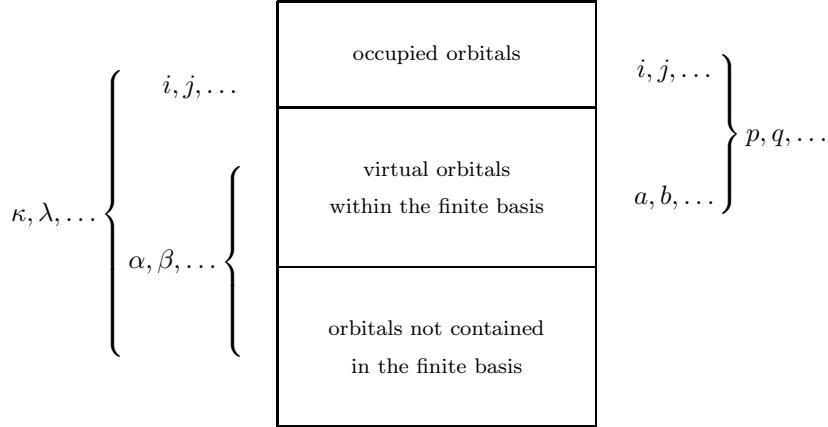 occupied orbitals
i, j, …
i, j, …
p, q, …
virtual orbitals
within the finite basis
a, b, …
κ, λ, …
α, β, …
orbitals not contained
in the finite basis